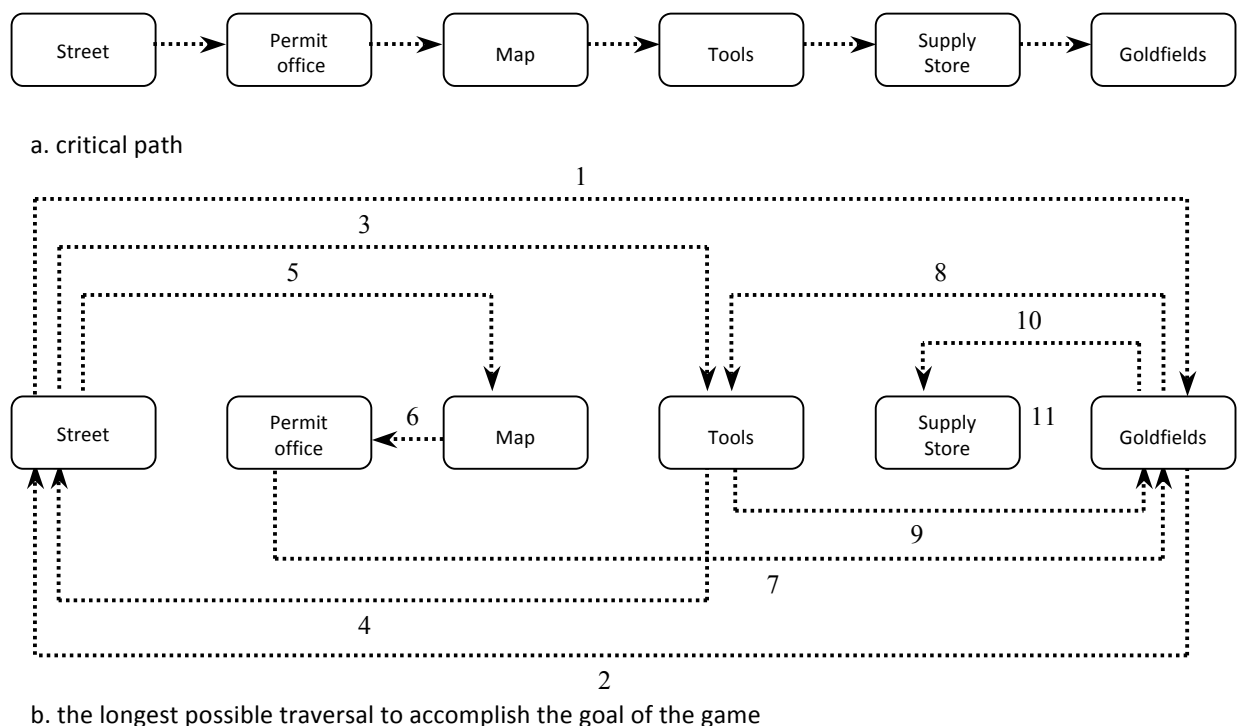 Street
Permit
office
Map
Tools
Supply
Store
Goldfields
a. critical path
1
3
5
8
10
Street
Permit
office
6
Map
Tools
Supply
Store
11
Goldfields
9
7
4
2
b. the longest possible traversal to accomplish the goal of the game